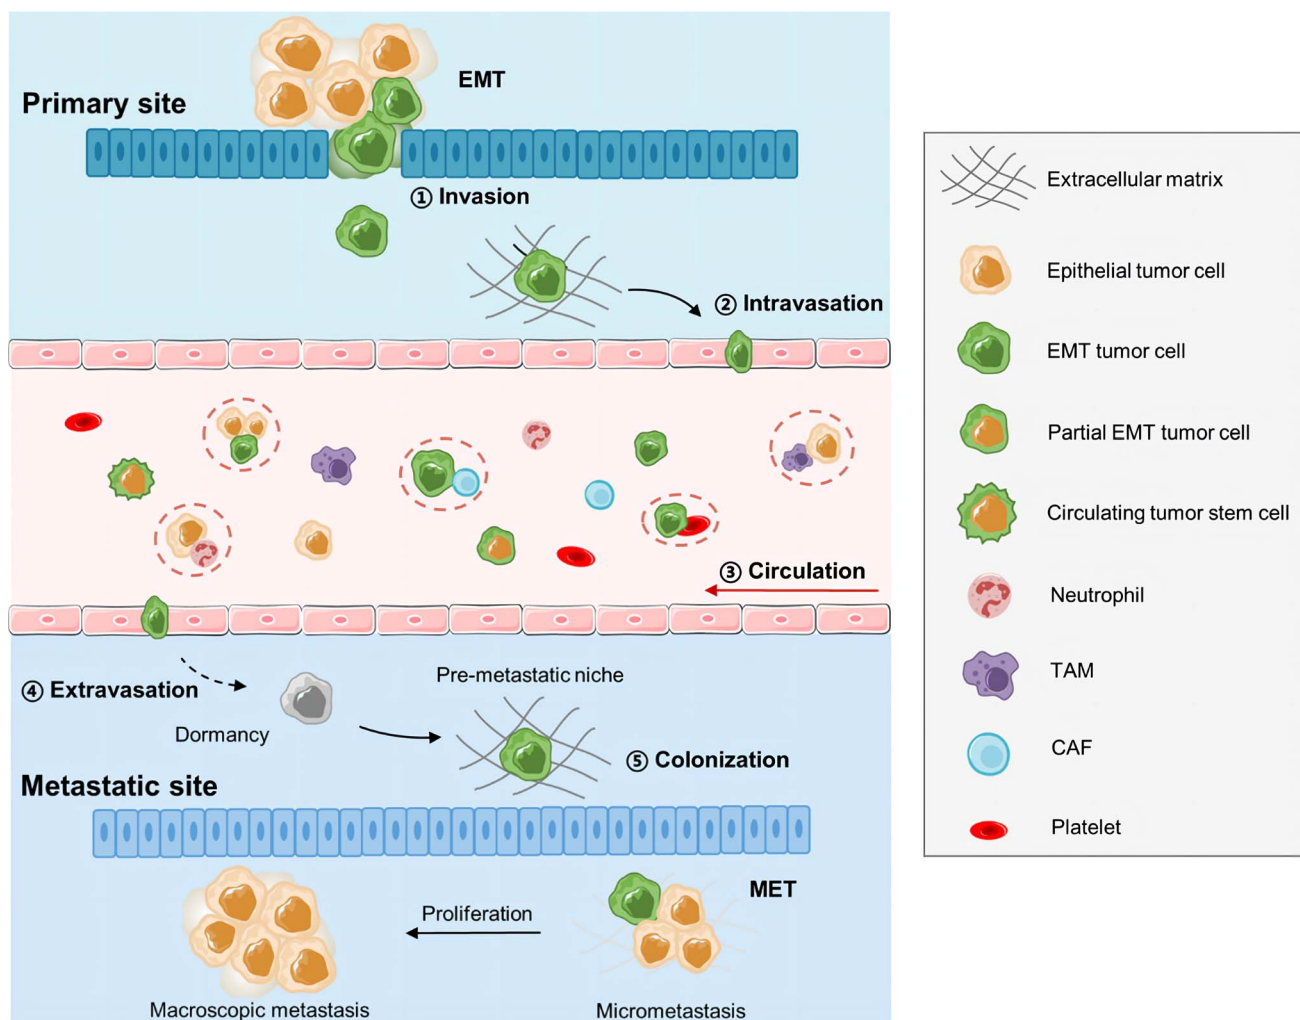 EMT
Primary site
① Invasion
② Intravasation
③ Circulation
④ Extravasation
Pre-metastatic niche
Dormancy
⑤ Colonization
Metastatic site
MET
Proliferation
Macroscopic metastasis
Micrometastasis
Extracellular matrix
Epithelial tumor cell
EMT tumor cell
Partial EMT tumor cell
Circulating tumor stem cell
Neutrophil
TAM
CAF
Platelet